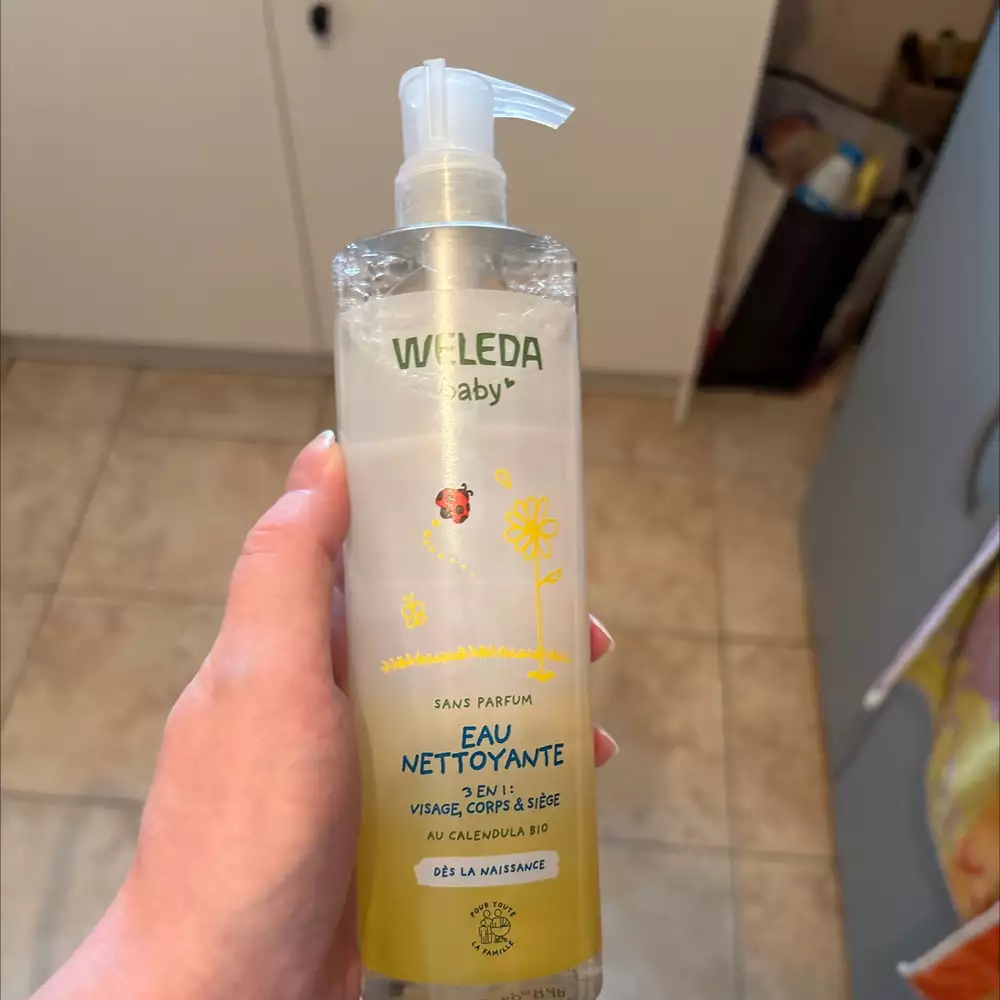 WELEDA
baby
SANS PARFUM
EAU
NETTOYANTE
3 EN 1:
VISAGE, CORPS & SIÈGE
AU CALENDULA BIO
DÈS LA NAISSANCE
POUR TOUTE
LA FAMILLE